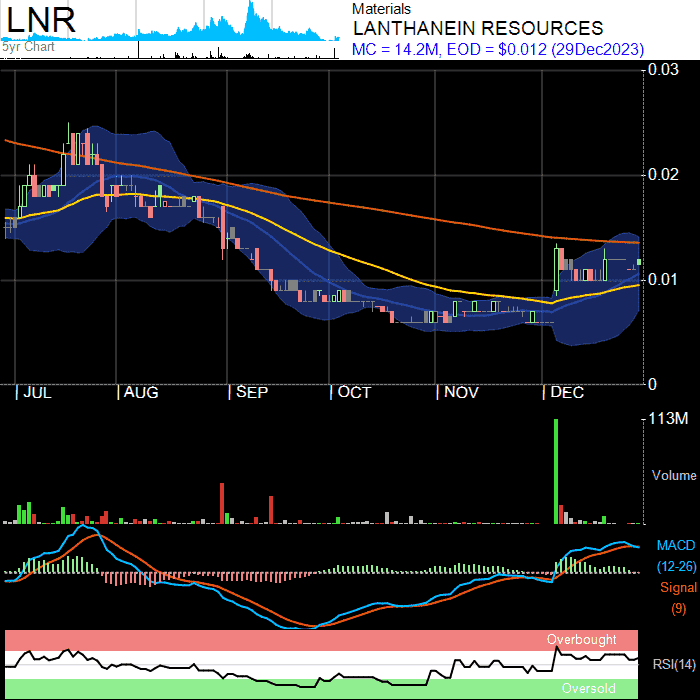 LNR
5yr Chart
Materials
LANTHANEIN RESOURCES
MC = 14.2M, EOD = $0.012 (29Dec2023)
0.03
0.02
0.01
0
JUL AUG SEP OCT NOV DEC
113M
Volume
MACD
(12-26)
Signal
(9)
Overbought
RSI(14)
Oversold